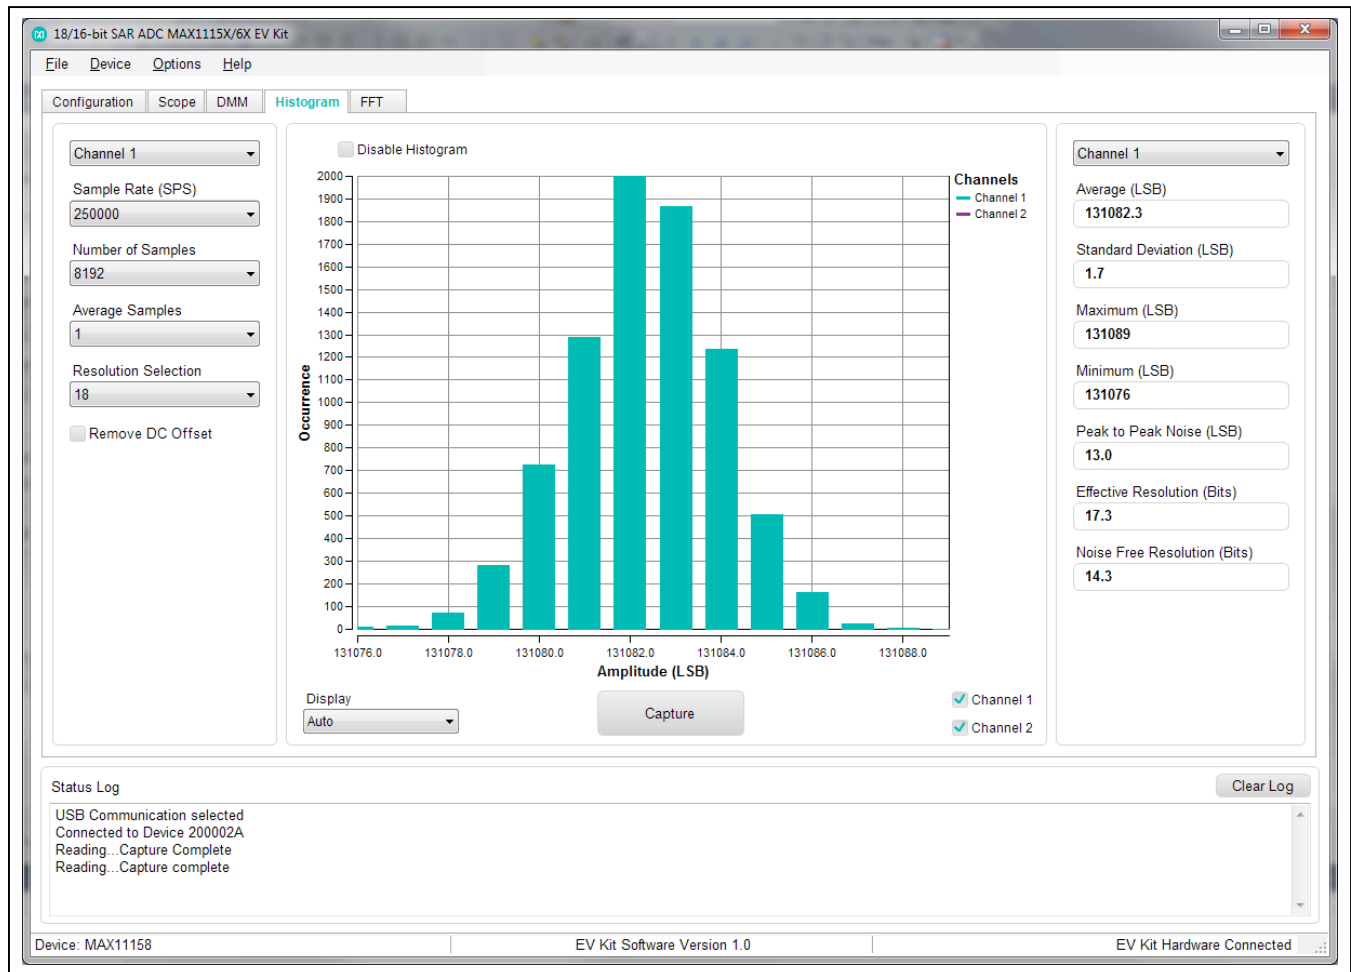 18/16-bit SAR ADC MAX1115X/6X EV Kit
File Device Options Help
Configuration Scope DMM Histogram FFT
Channel 1
Sample Rate (SPS)
250000
Number of Samples
8192
Average Samples
1
Resolution Selection
18
Remove DC Offset
Disable Histogram
2000
1900
1800
1700
1600
1500
1400
1300
1200
1100
1000
900
800
700
600
500
400
300
200
100
0
Occurrence
131076.0 131078.0 131080.0 131082.0 131084.0 131086.0 131088.0
Amplitude (LSB)
Channels
Channel 1
Channel 2
Display
Auto
Capture
Channel 1
Channel 2
Channel 1
Average (LSB)
131082.3
Standard Deviation (LSB)
1.7
Maximum (LSB)
131089
Minimum (LSB)
131076
Peak to Peak Noise (LSB)
13.0
Effective Resolution (Bits)
17.3
Noise Free Resolution (Bits)
14.3
Status Log
Clear Log
USB Communication selected
Connected to Device 200002A
Reading...Capture Complete
Reading...Capture complete
Device: MAX11158
EV Kit Software Version 1.0
EV Kit Hardware Connected